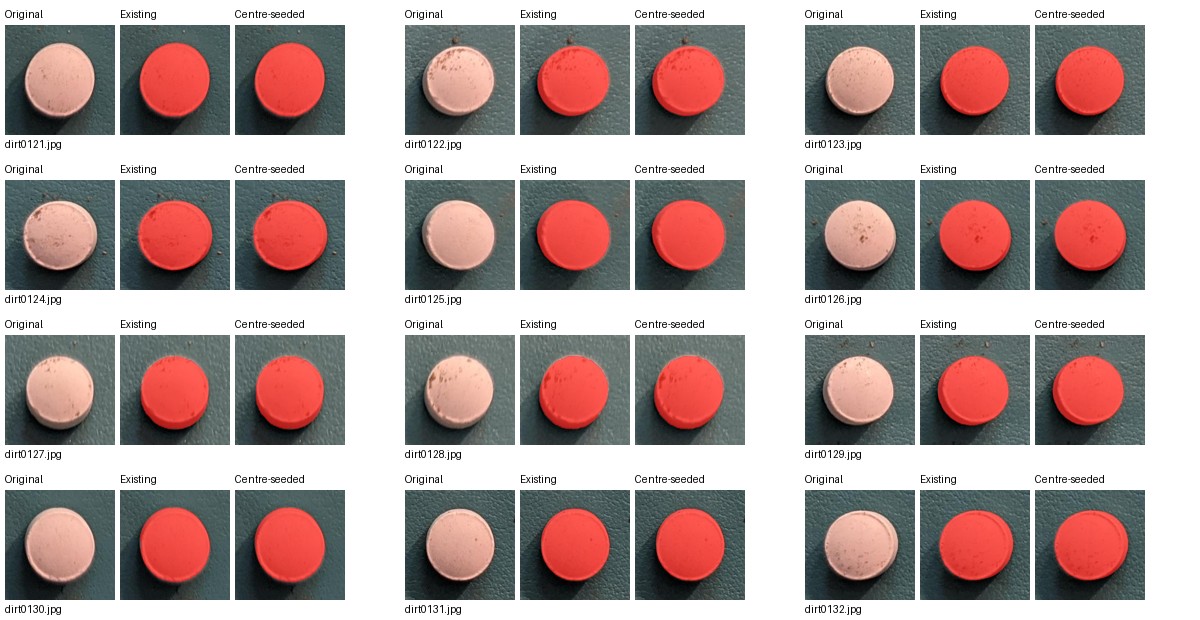 Original Existing Centre-seeded Original Existing Centre-seeded Original Existing Centre-seeded
dirt0121.jpg dirt0122.jpg dirt0123.jpg
Original Existing Centre-seeded Original Existing Centre-seeded Original Existing Centre-seeded
dirt0124.jpg dirt0125.jpg dirt0126.jpg
Original Existing Centre-seeded Original Existing Centre-seeded Original Existing Centre-seeded
dirt0127.jpg dirt0128.jpg dirt0129.jpg
Original Existing Centre-seeded Original Existing Centre-seeded Original Existing Centre-seeded
dirt0130.jpg dirt0131.jpg dirt0132.jpg